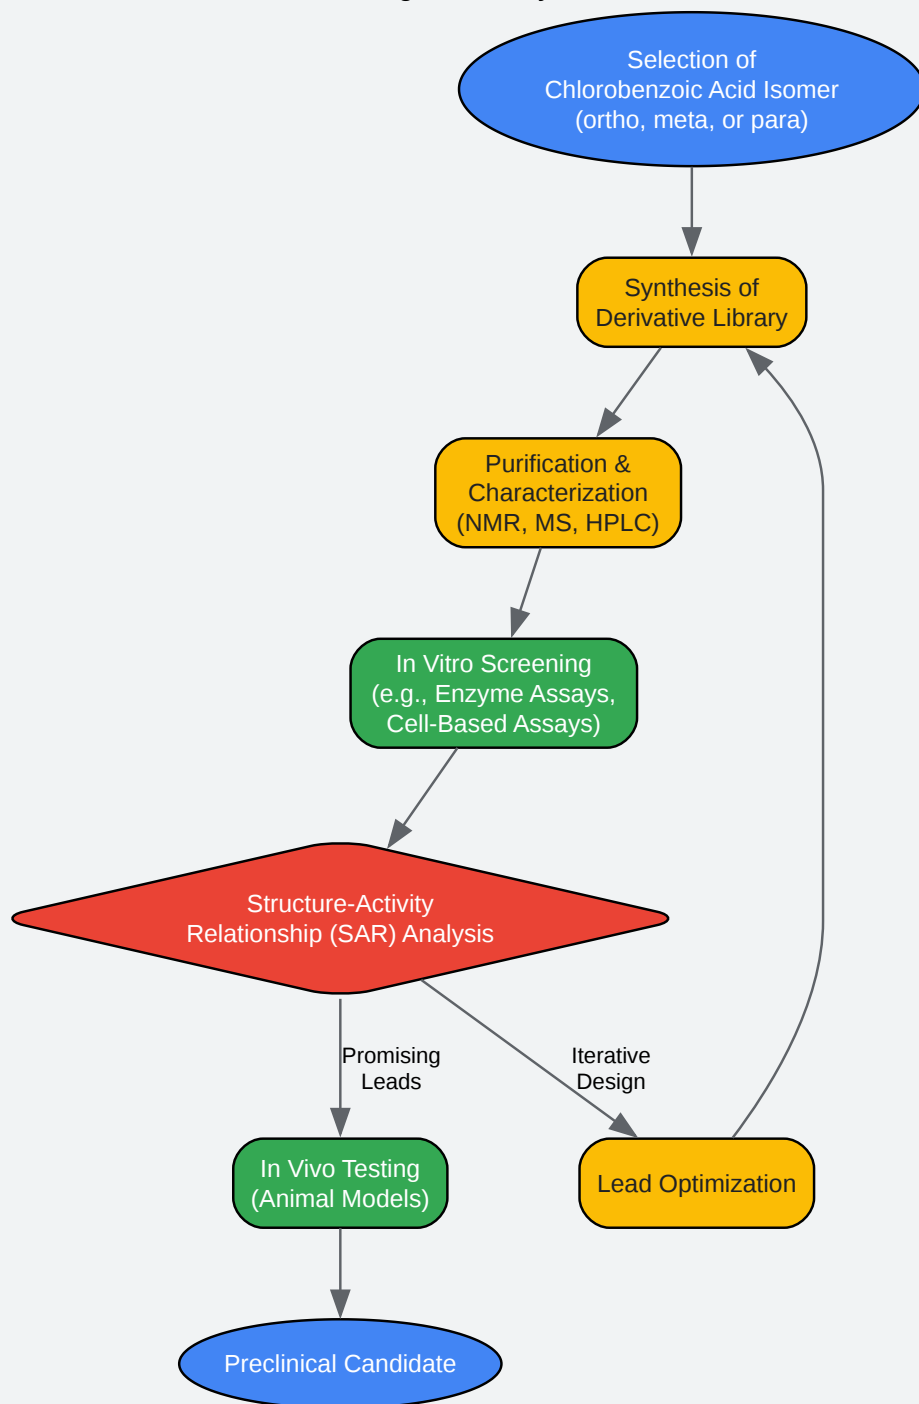 Selection of
Chlorobenzoic Acid Isomer
(ortho, meta, or para)
Synthesis of
Derivative Library
Purification &
Characterization
(NMR, MS, HPLC)
In Vitro Screening
(e.g., Enzyme Assays,
Cell-Based Assays)
Structure-Activity
Relationship (SAR) Analysis
Promising
Leads
Iterative
Design
In Vivo Testing
(Animal Models)
Lead Optimization
Preclinical Candidate